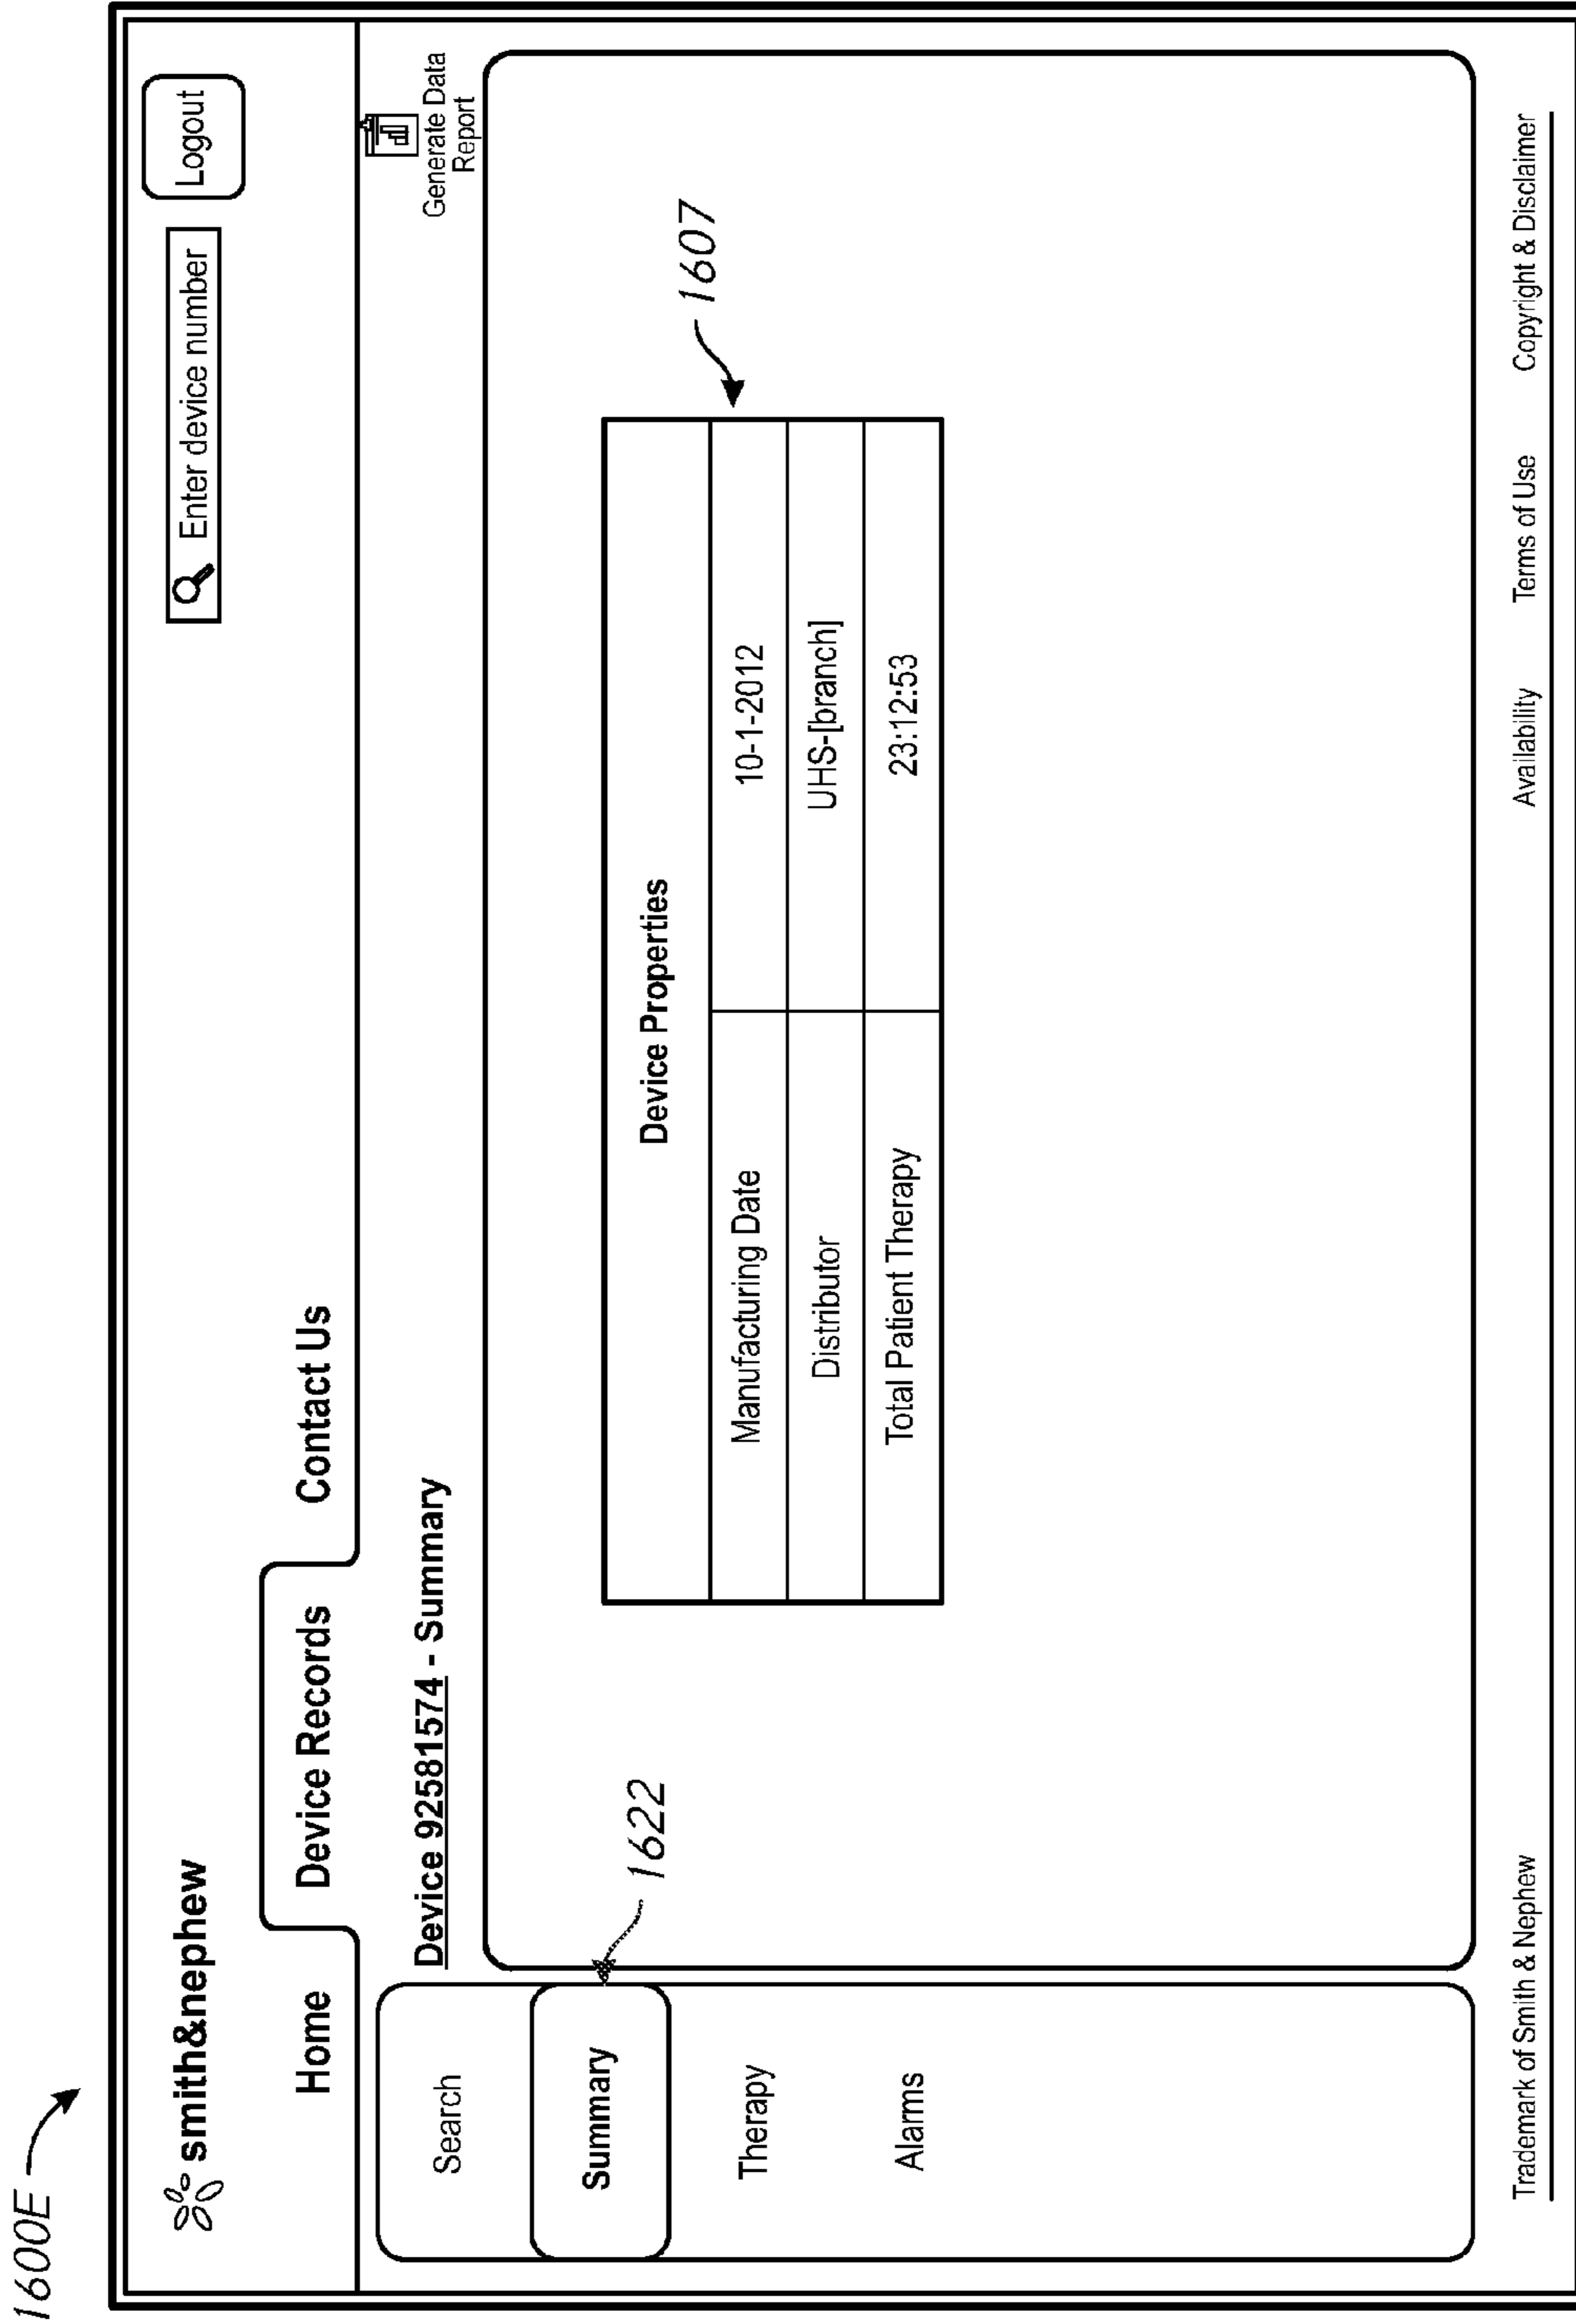 1600E
smith&nephew
Enter device number
Logout
Home Device Records Contact Us
Device 92581574 - Summary
Generate Data
Report
Search
Summary
Therapy
Alarms
1622
1607
Device Properties
Manufacturing Date 10-1-2012
Distributor UHS-[branch]
Total Patient Therapy 23:12:53
Trademark of Smith & Nephew Availability Terms of Use Copyright & Disclaimer